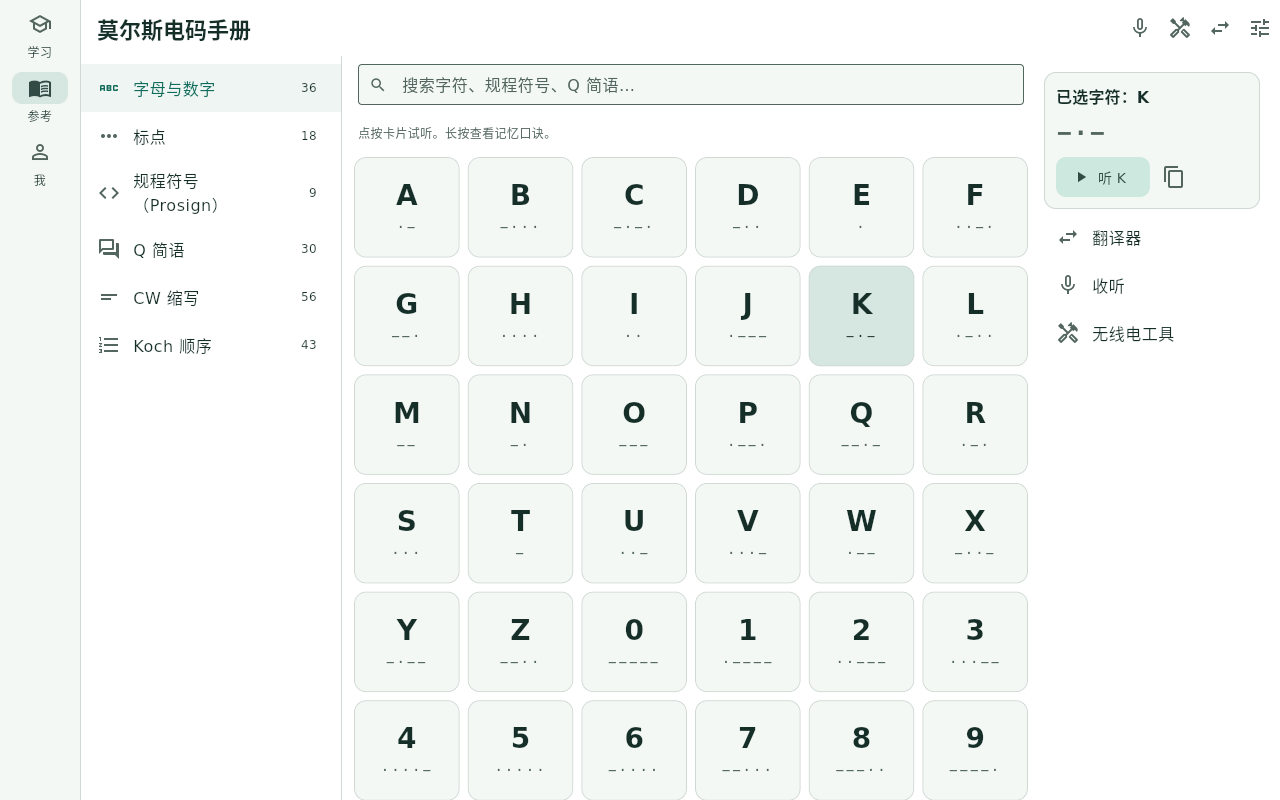 学习
参考
我
莫尔斯电码手册
字母与数字 36
标点 18
规程符号
（Prosign） 9
Q 简语 30
CW 缩写 56
Koch 顺序 43
搜索字符、规程符号、Q 简语…
点按卡片试听。长按查看记忆口诀。
A B C D E F
·− −··· −·−· −·· · ··−·
G H I J K L
−−· ···· ·· ·−−− −·− ·−··
M N O P Q R
−− −· −−− ·−−· −−·− ·−·
S T U V W X
··· − ··− ···− ·−− −··−
Y Z 0 1 2 3
−·−− −−·· −−−−− ·−−−− ··−−− ···−−
4 5 6 7 8 9
····− ····· −···· −−··· −−−·· −−−−·
已选字符：K
−·−
听 K
翻译器
收听
无线电工具